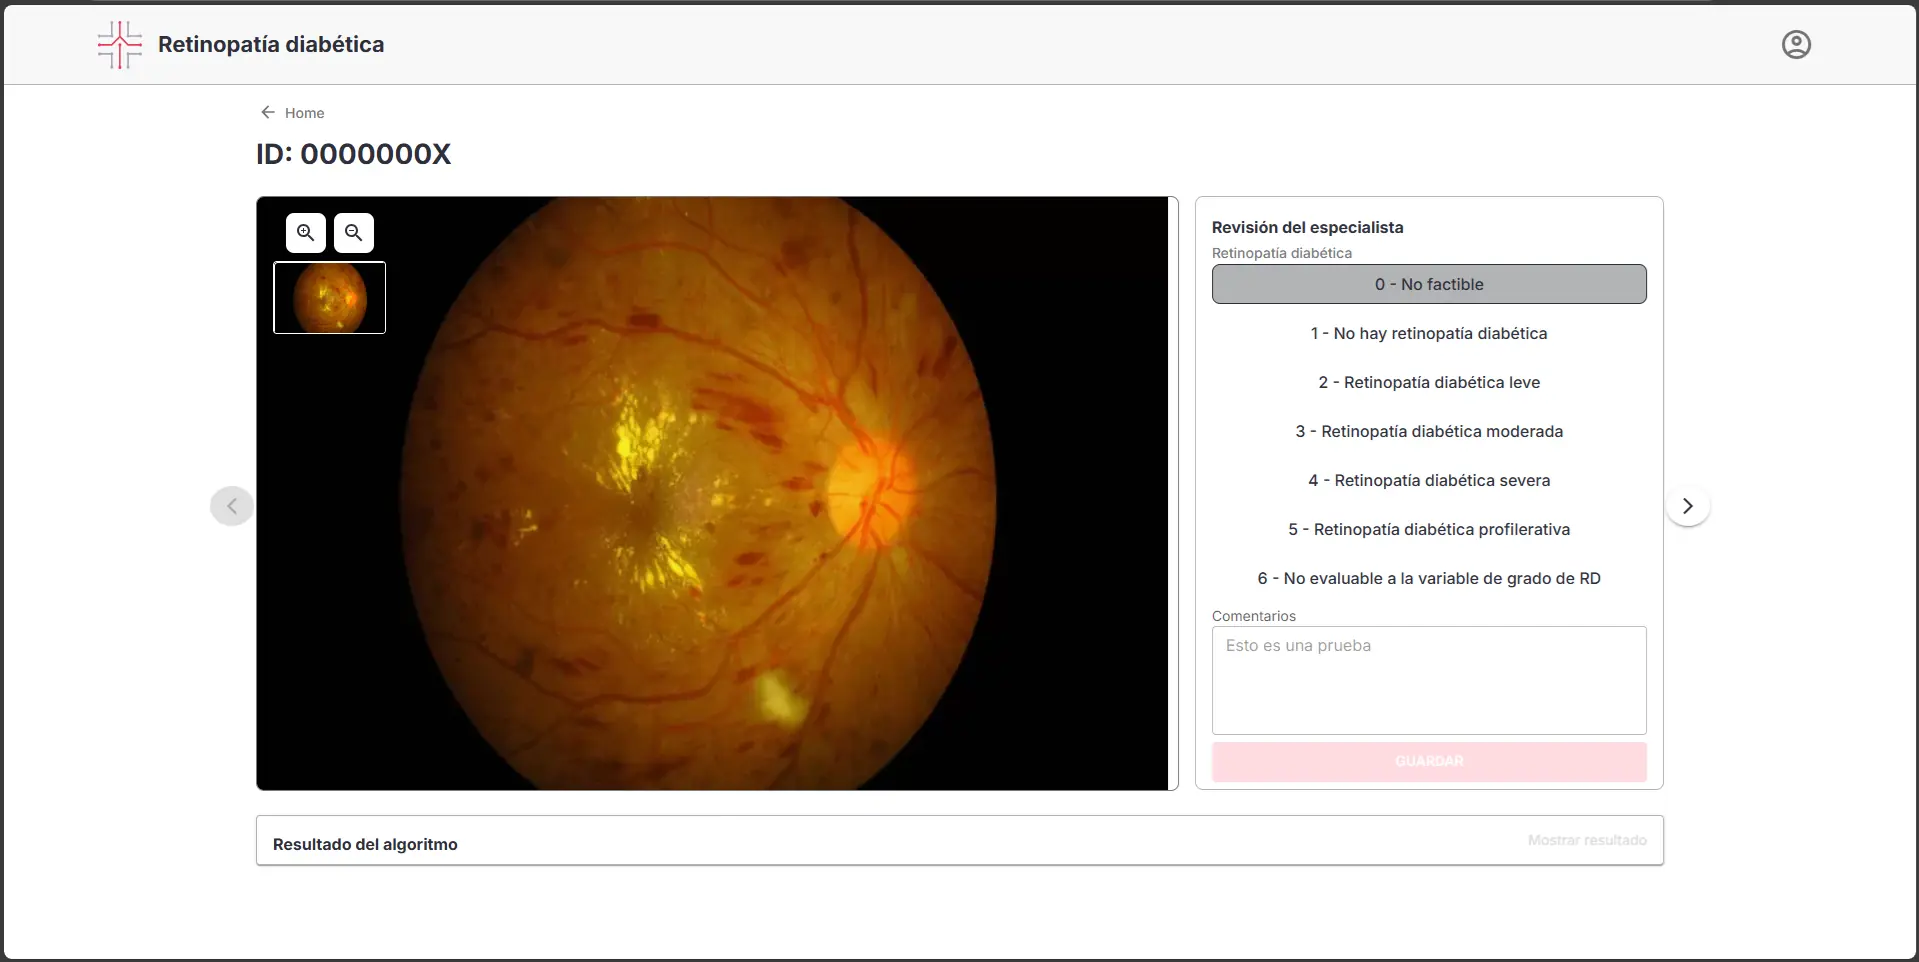 Retinopatía diabética
Home
ID: 0000000X
Revisión del especialista
Retinopatía diabética
0 - No factible
1 - No hay retinopatía diabética
2 - Retinopatía diabética leve
3 - Retinopatía diabética moderada
4 - Retinopatía diabética severa
5 - Retinopatía diabética profilerativa
6 - No evaluable a la variable de grado de RD
Comentarios
Esto es una prueba
GUARDAR
Resultado del algoritmo
Mostrar resultado